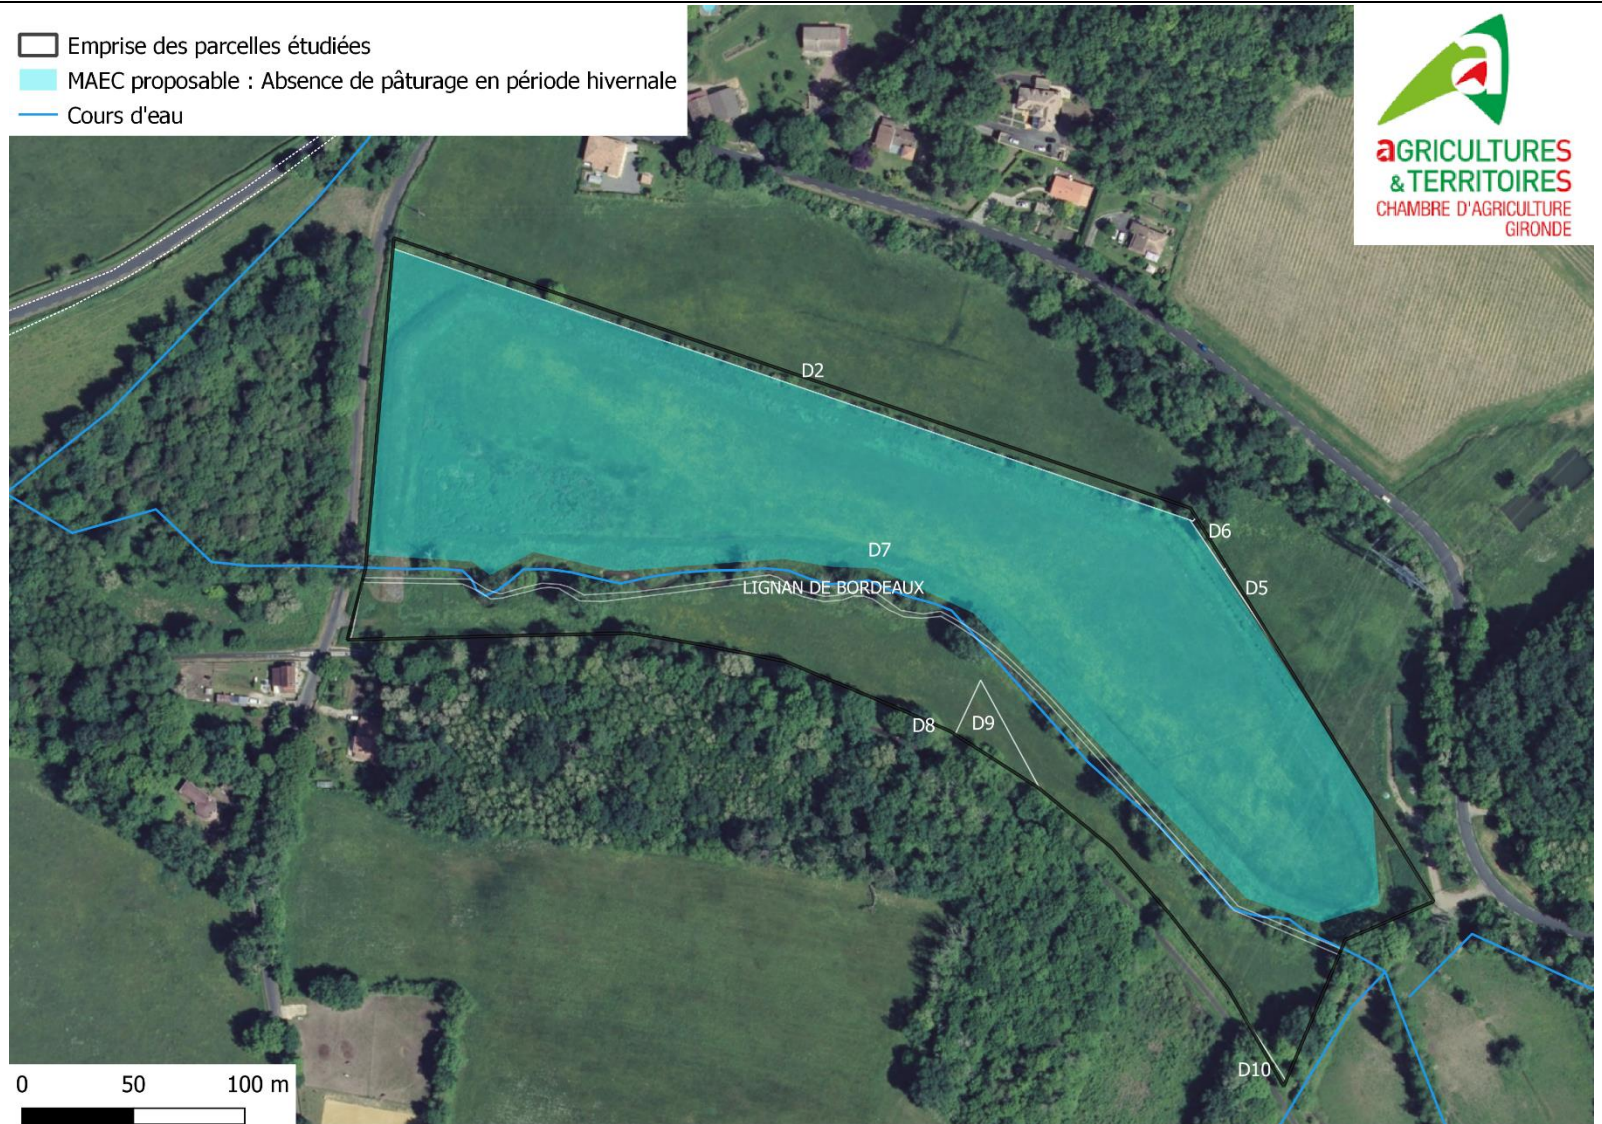 Emprise des parcelles étudiées
MAEC proposable : Absence de pâturage en période hivernale
Cours d'eau
aGRICULTURES
& TERRITOIRES
CHAMBRE D'AGRICULTURE
GIRONDE
D2
D6
D7
D5
LIGNAN DE BORDEAUX
D8
D9
D10
0 50 100 m